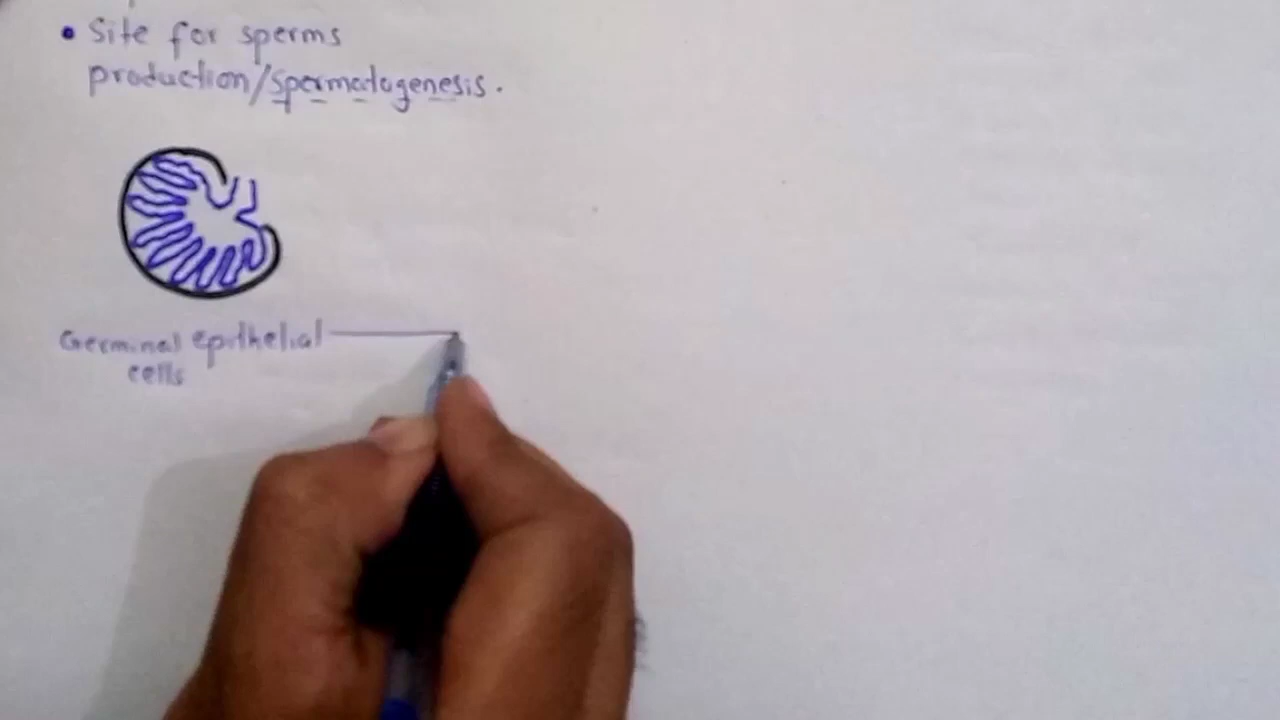 • Site for sperms
production/spermatogenesis.
Germinal epithelial
cells